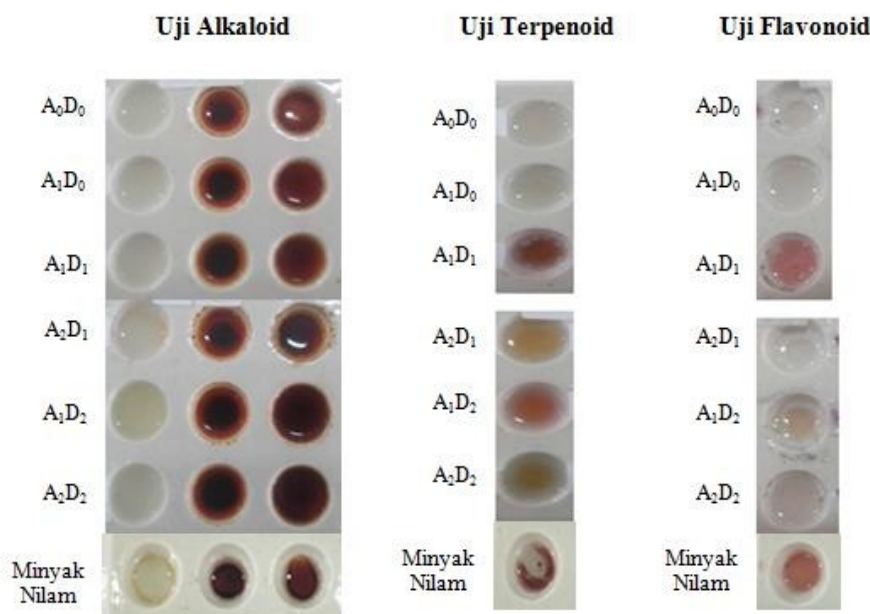 Uji Alkaloid
Uji Terpenoid
Uji Flavonoid
A₀D₀
A₁D₀
A₁D₁
A₂D₁
A₁D₂
A₂D₂
Minyak
Nilam
A₀D₀
A₁D₀
A₁D₁
A₂D₁
A₁D₂
A₂D₂
Minyak
Nilam
A₀D₀
A₁D₀
A₁D₁
A₂D₁
A₁D₂
A₂D₂
Minyak
Nilam